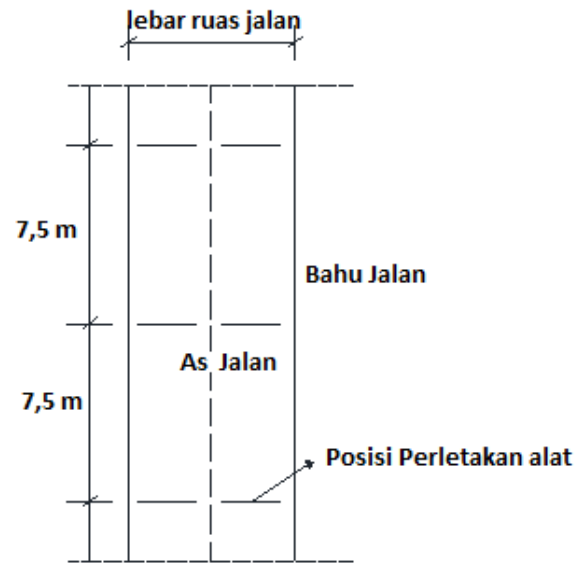 lebar ruas jalan
7,5 m
Bahu Jalan
As Jalan
7,5 m
Posisi Perletakan alat